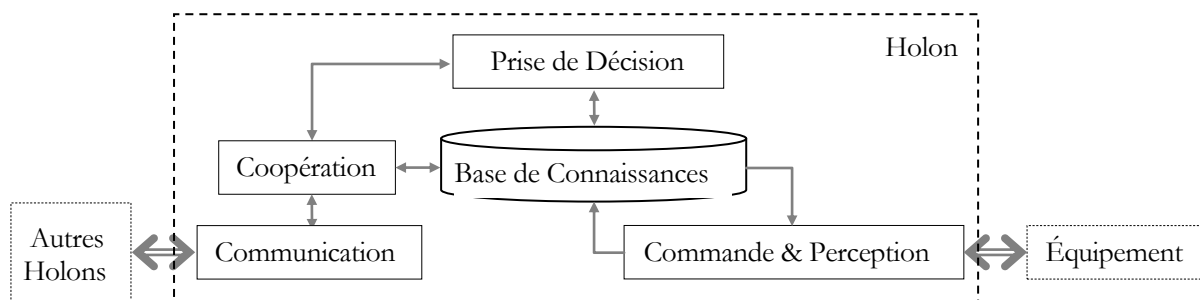 Holon
Prise de Décision
Coopération
Base de Connaissances
Autres
Holons
Communication
Commande & Perception
Équipement